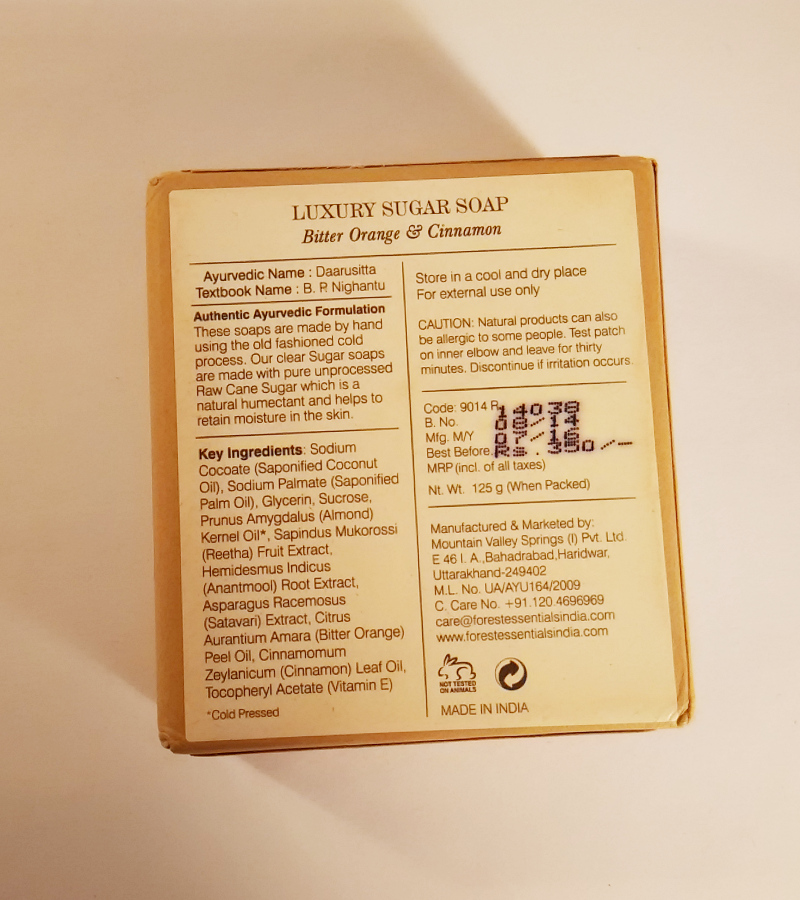 LUXURY SUGAR SOAP
Bitter Orange & Cinnamon
Ayurvedic Name : Daarusitta
Textbook Name : B. P. Nighantu
Authentic Ayurvedic Formulation
These soaps are made by hand
using the old fashioned cold
process. Our clear Sugar soaps
are made with pure unprocessed
Raw Cane Sugar which is a
natural humectant and helps to
retain moisture in the skin.
Key Ingredients: Sodium
Cocoate (Saponified Coconut
Oil), Sodium Palmate (Saponified
Palm Oil), Glycerin, Sucrose,
Prunus Amygdalus (Almond)
Kernel Oil*, Sapindus Mukorossi
(Reetha) Fruit Extract,
Hemidesmus Indicus
(Anantmool) Root Extract,
Asparagus Racemosus
(Satavari) Extract, Citrus
Aurantium Amara (Bitter Orange)
Peel Oil, Cinnamomum
Zeylanicum (Cinnamon) Leaf Oil,
Tocopheryl Acetate (Vitamin E)
*Cold Pressed
Store in a cool and dry place
For external use only
CAUTION: Natural products can also
be allergic to some people. Test patch
on inner elbow and leave for thirty
minutes. Discontinue if irritation occurs.
Code: 9014 R
B. No. 14038
Mfg. M/Y 08/14
Best Before 07/16
MRP (incl. of all taxes) Rs. 350/-
Nt. Wt. 125 g (When Packed)
Manufactured & Marketed by:
Mountain Valley Springs (I) Pvt. Ltd.
E 46 I. A.,Bahadrabad,Haridwar,
Uttarakhand-249402
M.L. No. UA/AYU164/2009
C. Care No. +91.120.4696969
care@forestessentialsindia.com
www.forestessentialsindia.com
NOT TESTED
ON ANIMALS
MADE IN INDIA